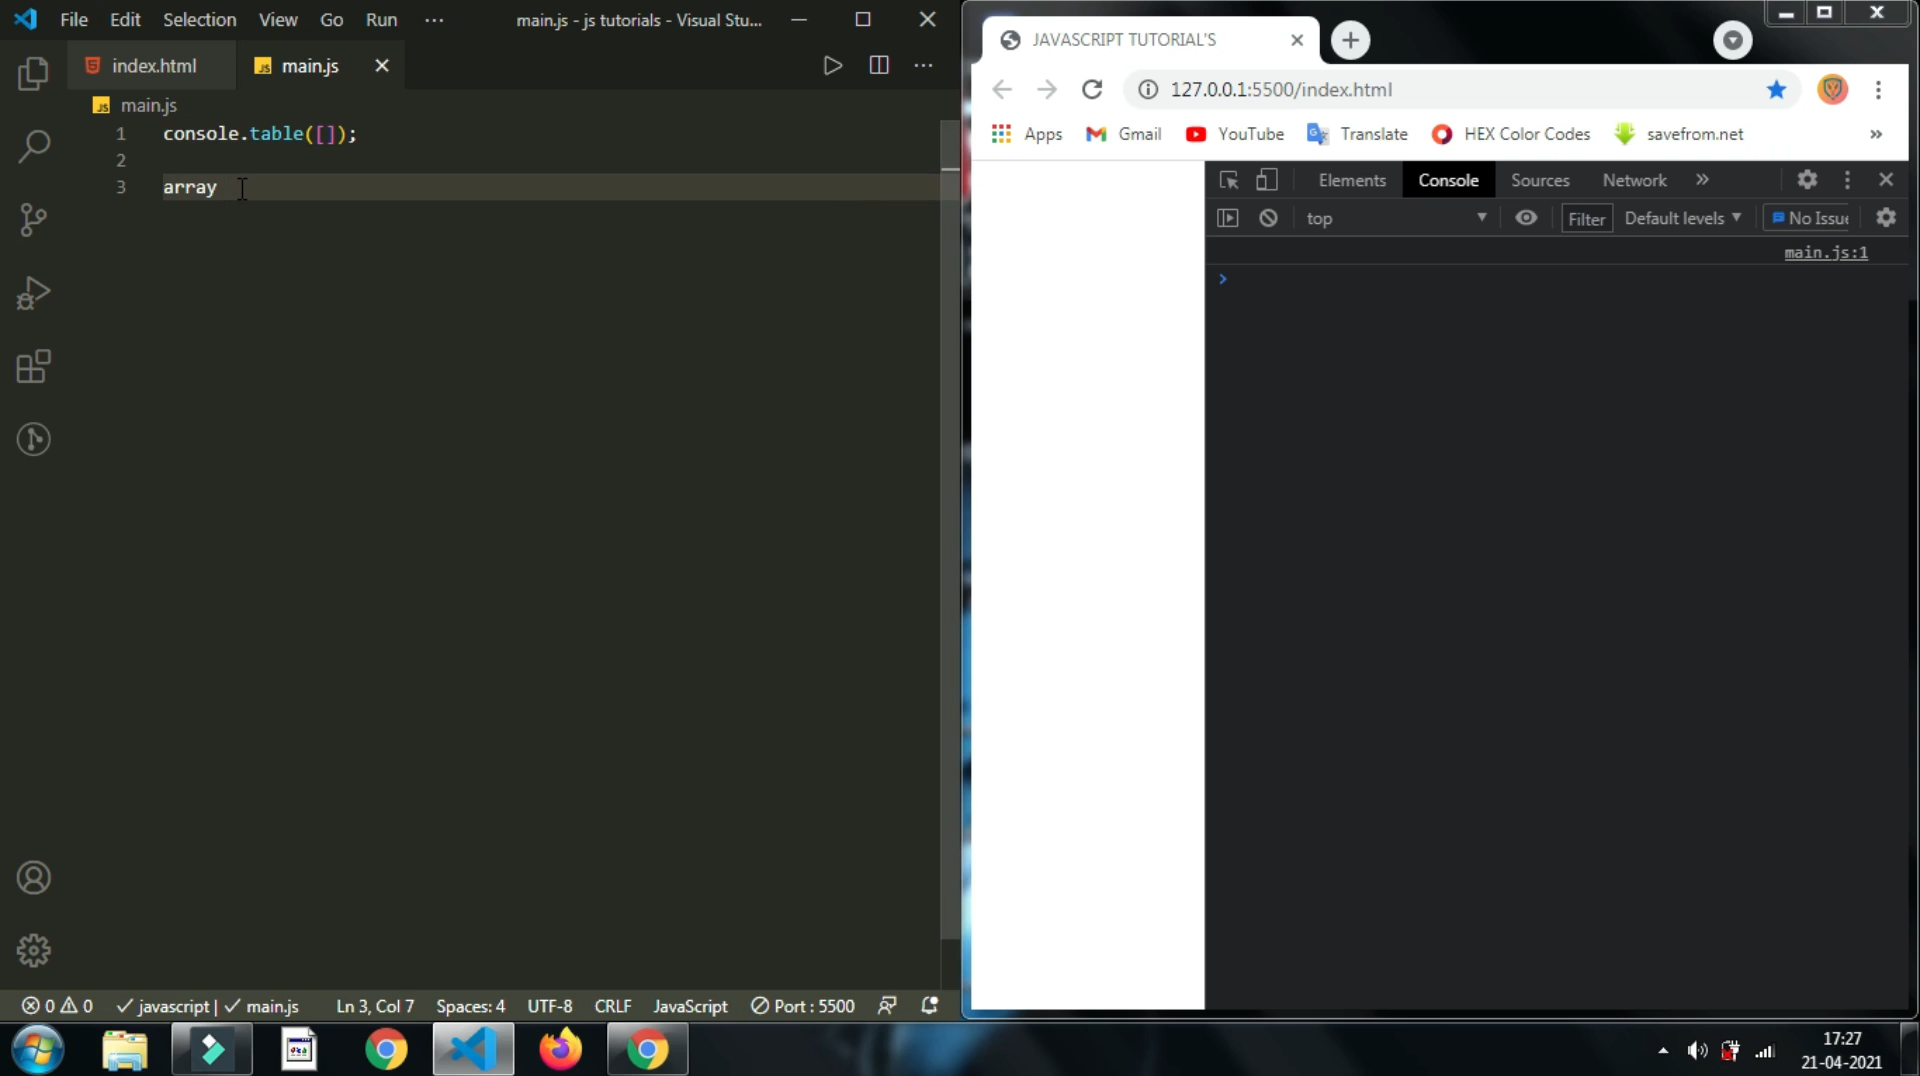 File Edit Selection View Go Run ··· main.js - js tutorials - Visual Stu...
index.html main.js
main.js
1 console.table([]);
2
3 array
0 0 javascript | main.js Ln 3, Col 7 Spaces: 4 UTF-8 CRLF JavaScript Port : 5500
JAVASCRIPT TUTORIAL'S
127.0.0.1:5500/index.html
Apps Gmail YouTube Translate HEX Color Codes savefrom.net »
Elements Console Sources Network »
top Filter Default levels No Issue
main.js:1
17:27
21-04-2021